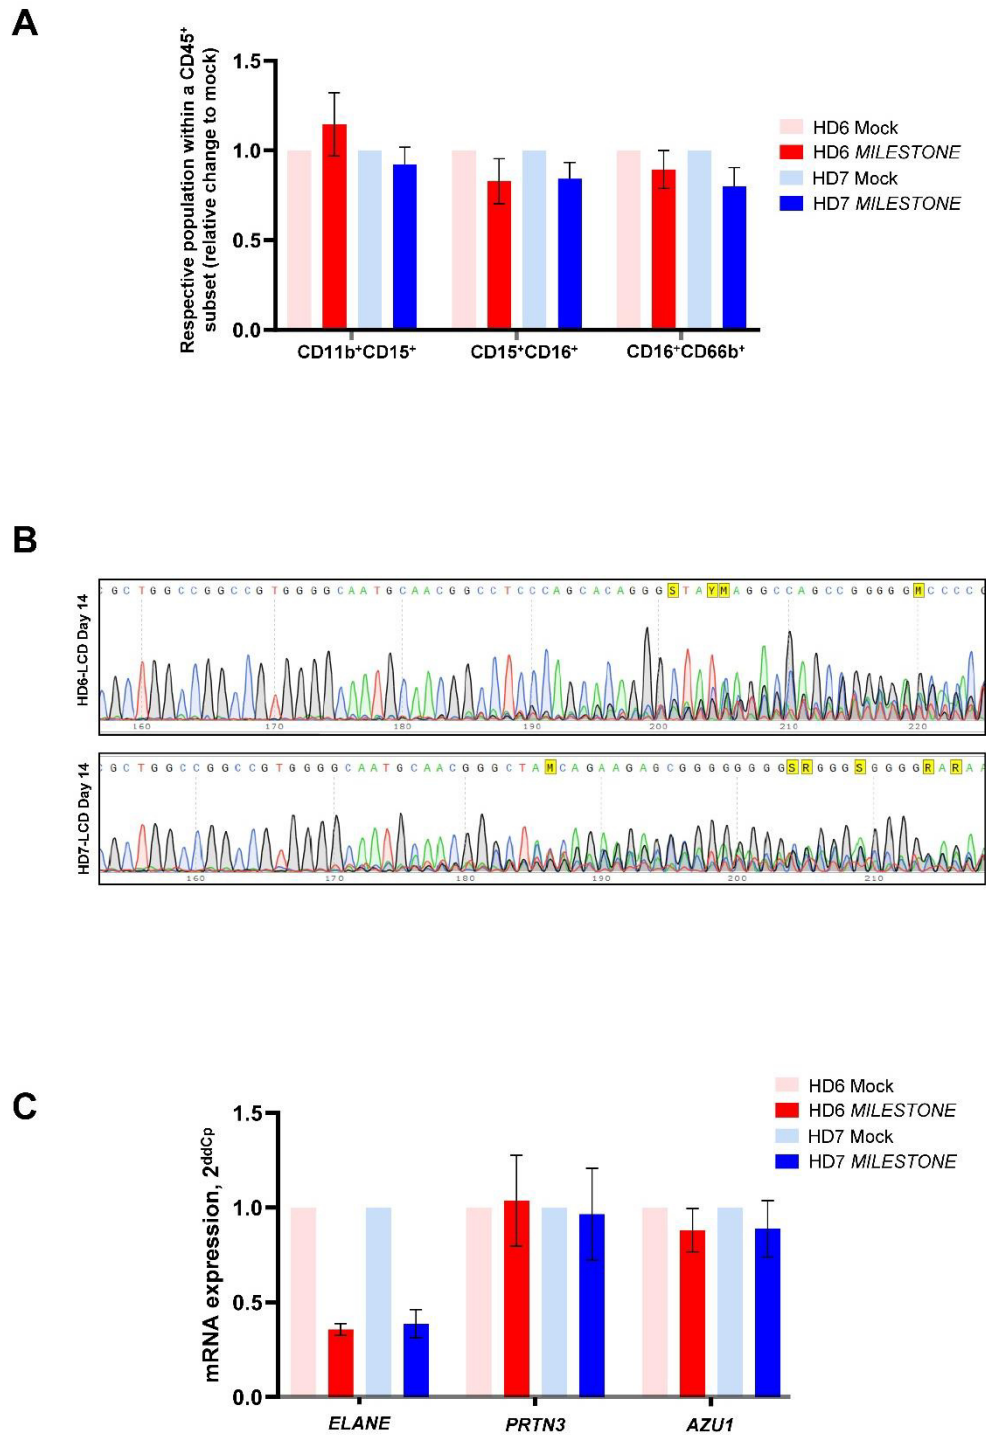 A
Respective population within a CD45⁺
subset (relative change to mock)
1.5
1.0
0.5
0.0
CD11b⁺CD15⁺
CD15⁺CD16⁺
CD16⁺CD66b⁺
HD6 Mock
HD6 MILESTONE
HD7 Mock
HD7 MILESTONE
B
HD6-LCD Day 14
G C T G G C C G G C C G T G G G G C A A T G C A A C G G C C T C C C A G C A C A G G G S T A Y M A G G C C A G C C G G G G G M C C C C
160 170 180 190 200 210 220
HD7-LCD Day 14
G C T G G C C G G C C G T G G G G C A A T G C A A C G G G C T A M C A G A A G A G C G G G G G G G G S R G G G S G G G G R A R A A
160 170 180 190 200 210
C
HD6 Mock
HD6 MILESTONE
HD7 Mock
HD7 MILESTONE
mRNA expression, 2ᵈᵈᶜᵖ
1.5
1.0
0.5
0.0
ELANE
PRTN3
AZU1